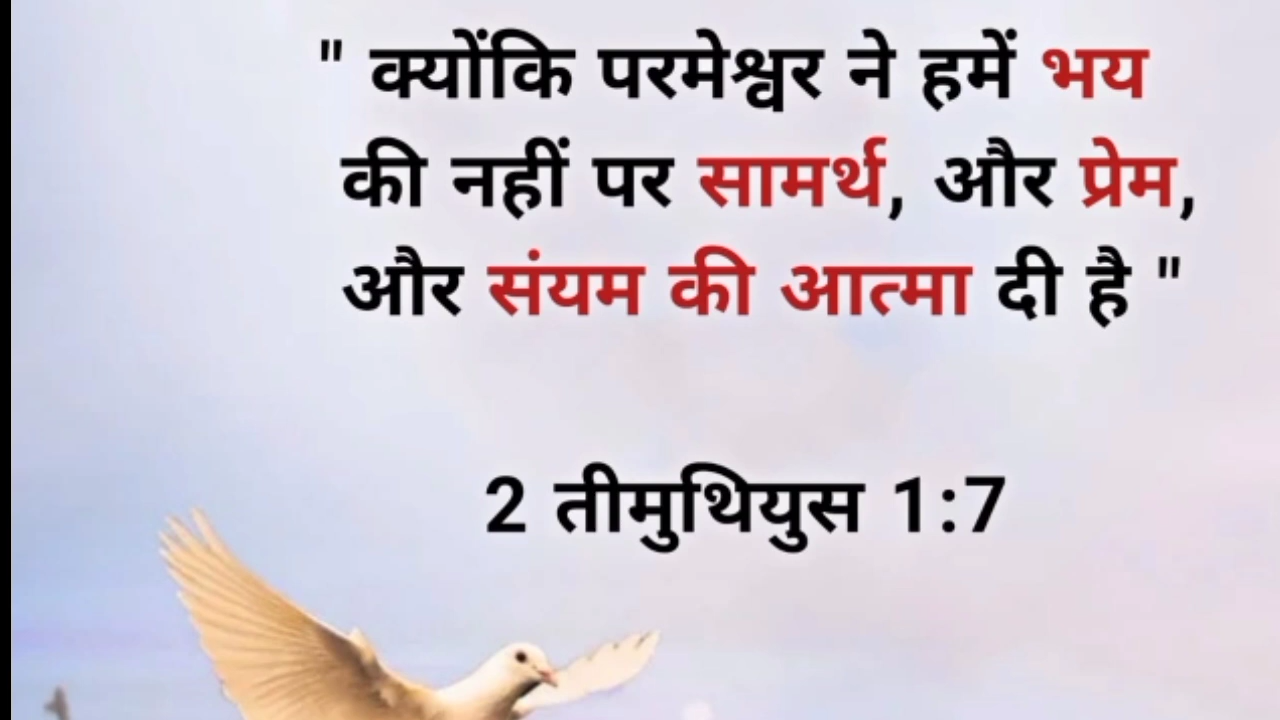 " क्योंकि परमेश्वर ने हमें भय
की नहीं पर सामर्थ, और प्रेम,
और संयम की आत्मा दी है "
2 तीमुथियुस 1:7